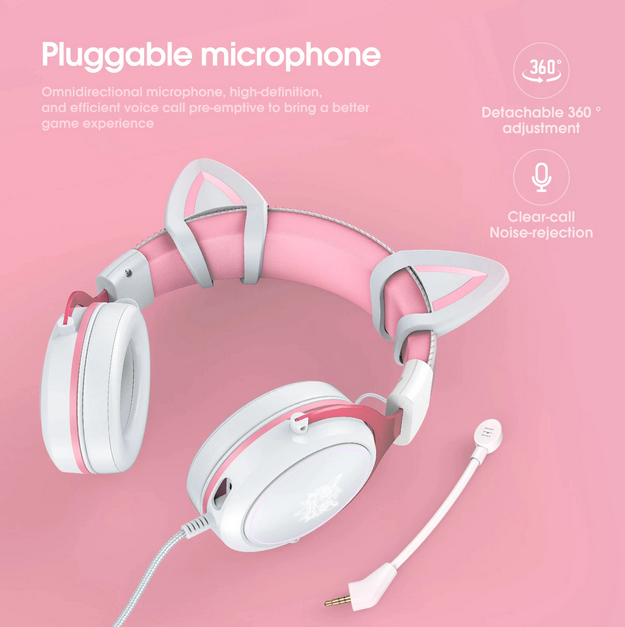 Pluggable microphone
Omnidirectional microphone, high-definition,
and efficient voice call pre-emptive to bring a better
game experience
360°
Detachable 360 °
adjustment
Clear-call
Noise-rejection